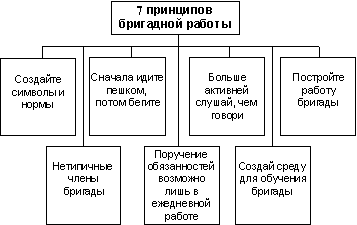 7 принципов
бригадной работы
Создайте
символы и
нормы
Сначала идите
пешком,
потом бегите
Больше
активней
слушай, чем
говори
Постройте
работу
бригады
Нетипичные
члены
бригады
Поручение
обязанностей
возможно
лишь в
ежедневной
работе
Создай среду
для обучения
бригады